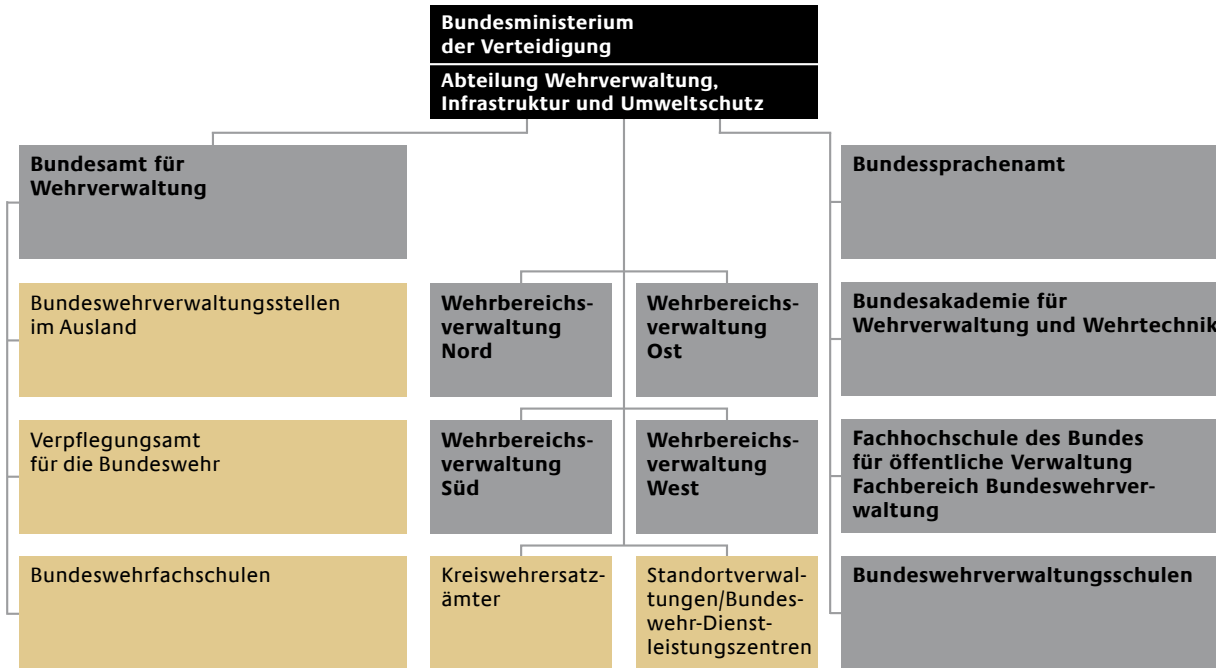 Bundesministerium
der Verteidigung
Abteilung Wehrverwaltung,
Infrastruktur und Umweltschutz
Bundesamt für
Wehrverwaltung
Bundeswehrverwaltungsstellen
im Ausland
Verpflegungsamt
für die Bundeswehr
Bundeswehrfachschulen
Wehrbereichs-
verwaltung
Nord
Wehrbereichs-
verwaltung
Ost
Wehrbereichs-
verwaltung
Süd
Wehrbereichs-
verwaltung
West
Kreiswehrersatz-
ämter
Standortverwal-
tungen/Bundes-
wehr-Dienst-
leistungszentren
Bundessprachenamt
Bundesakademie für
Wehrverwaltung und Wehrtechnik
Fachhochschule des Bundes
für öffentliche Verwaltung
Fachbereich Bundeswehrver-
waltung
Bundeswehrverwaltungsschulen